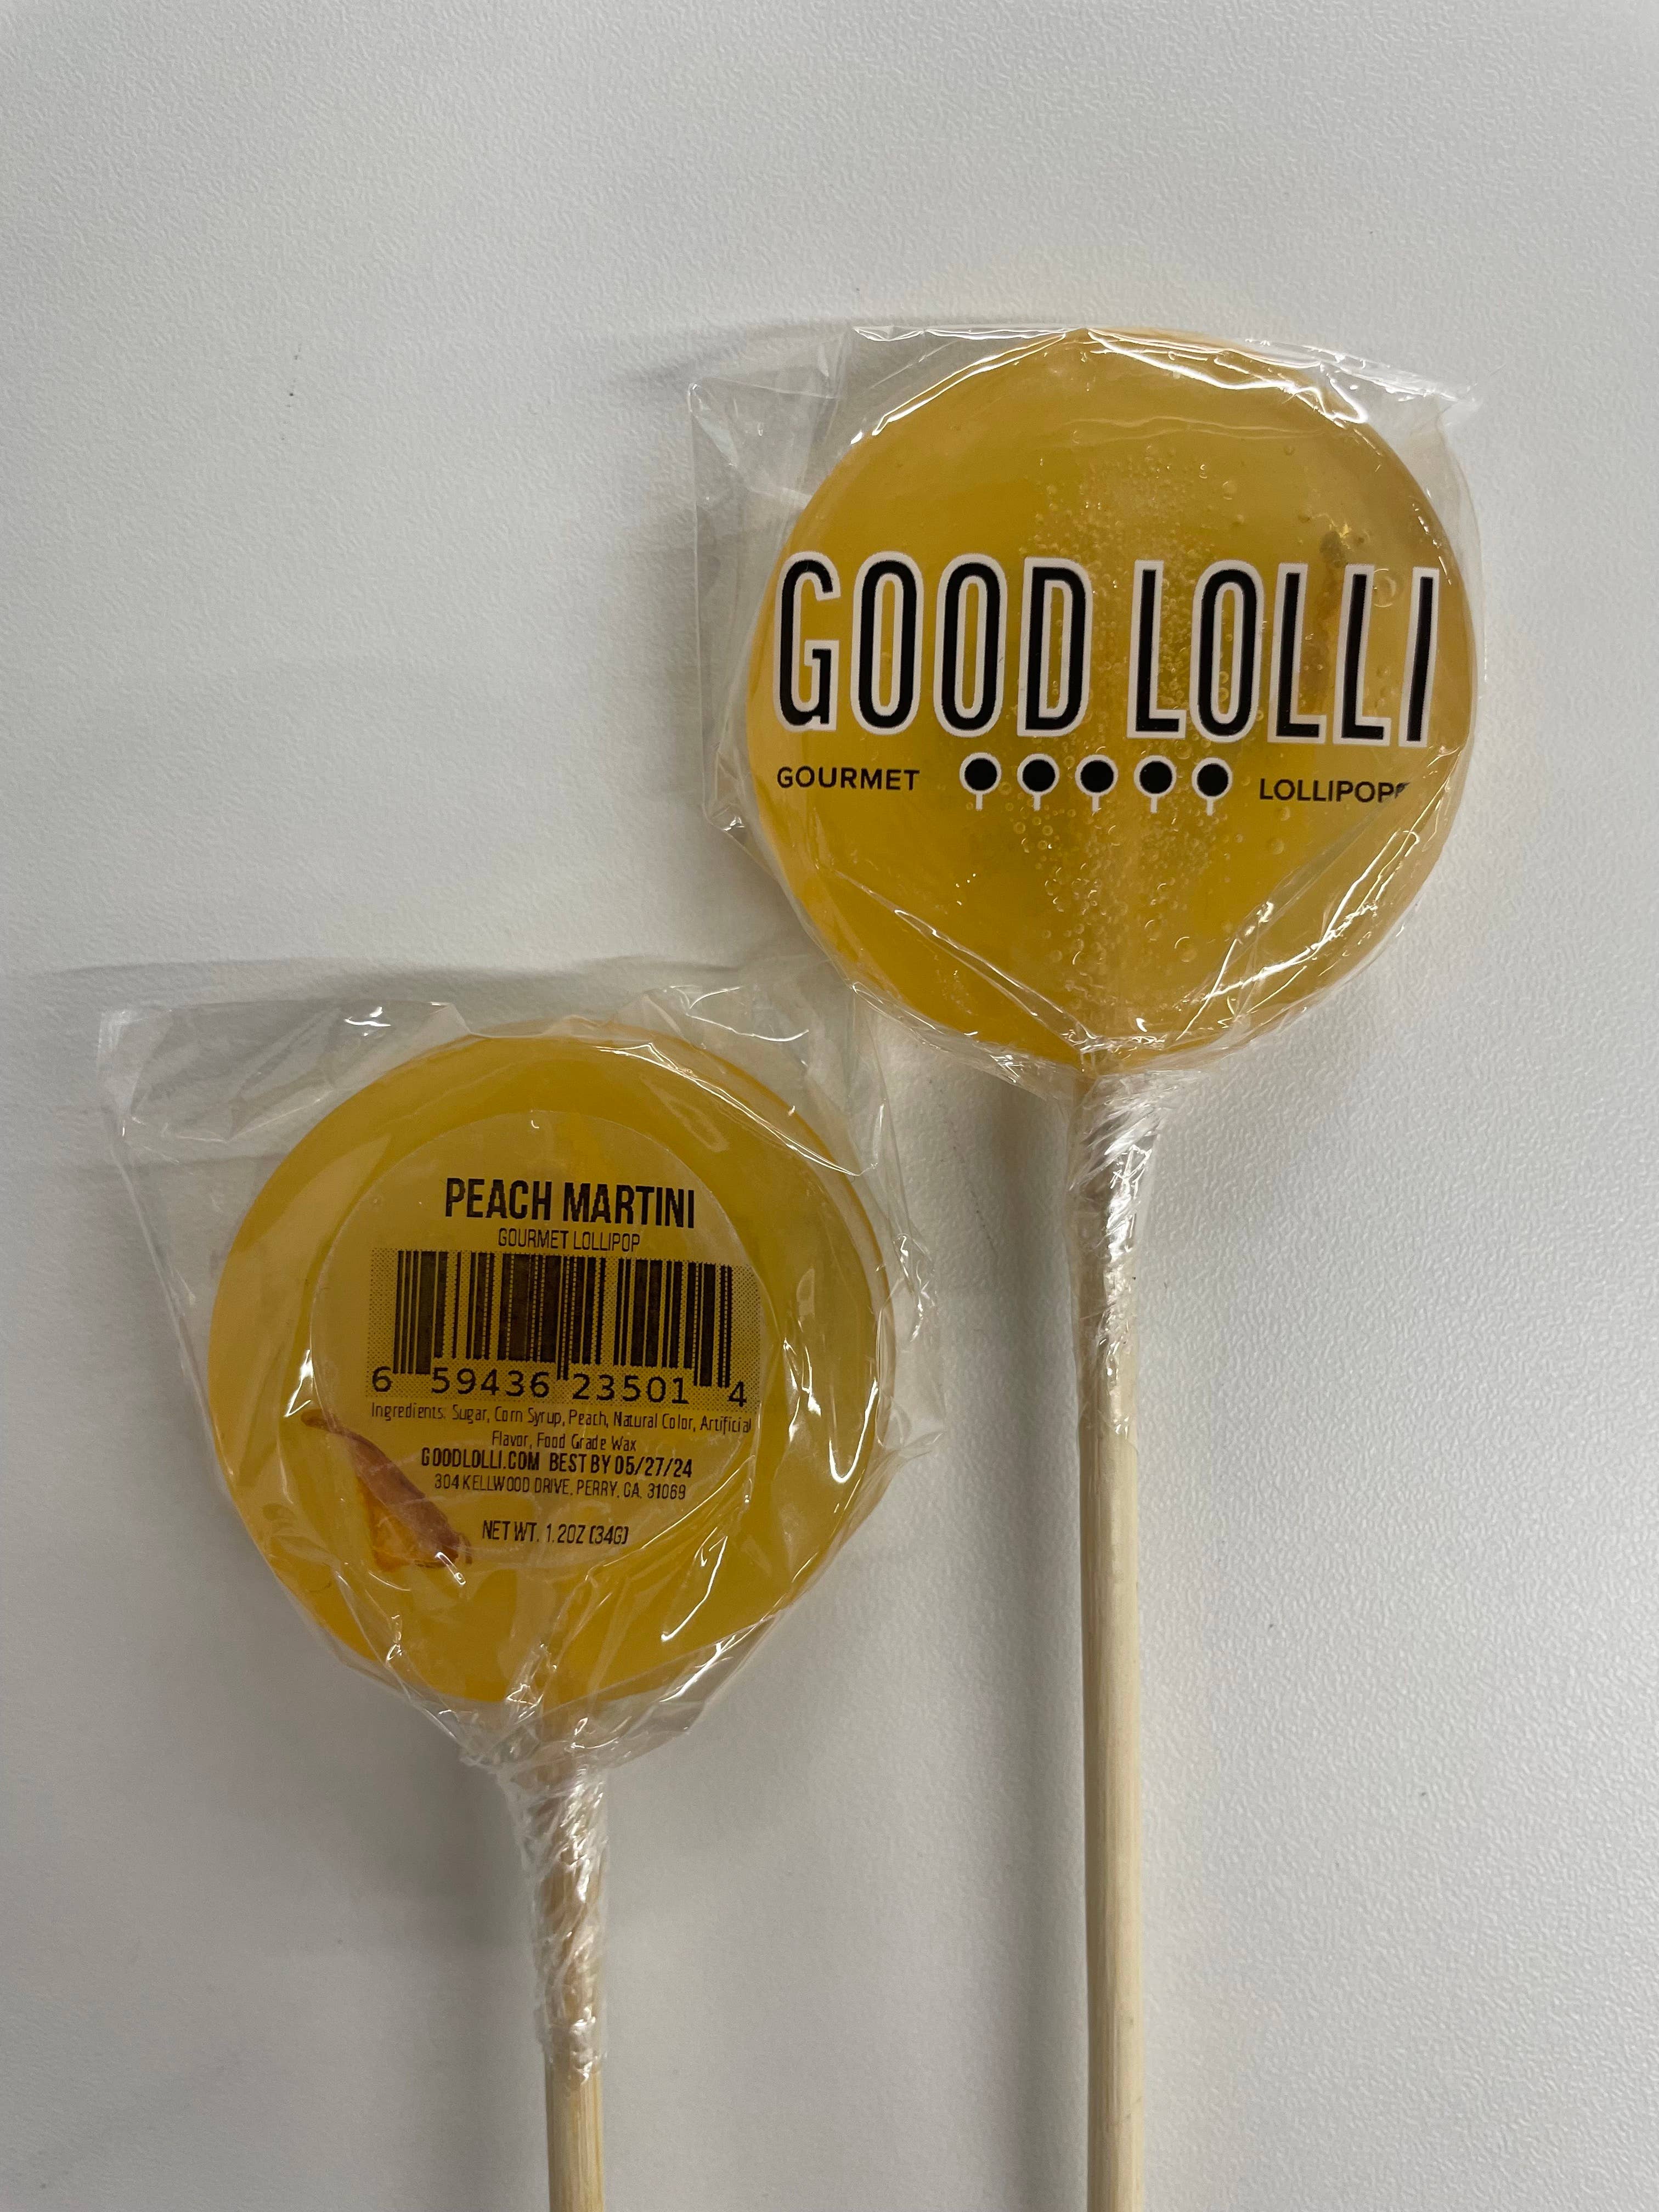 GOOD LOLLI
GOURMET LOLLIPOPS
PEACH MARTINI
GOURMET LOLLIPOP
6 59436 23501 4
Ingredients: Sugar, Corn Syrup, Peach, Natural Color, Artificial
Flavor, Food Grade Wax
GOODLOLLI.COM BEST BY 05/27/24
304 KELLWOOD DRIVE, PERRY, GA, 31069
NET WT. 1.2OZ (34G)